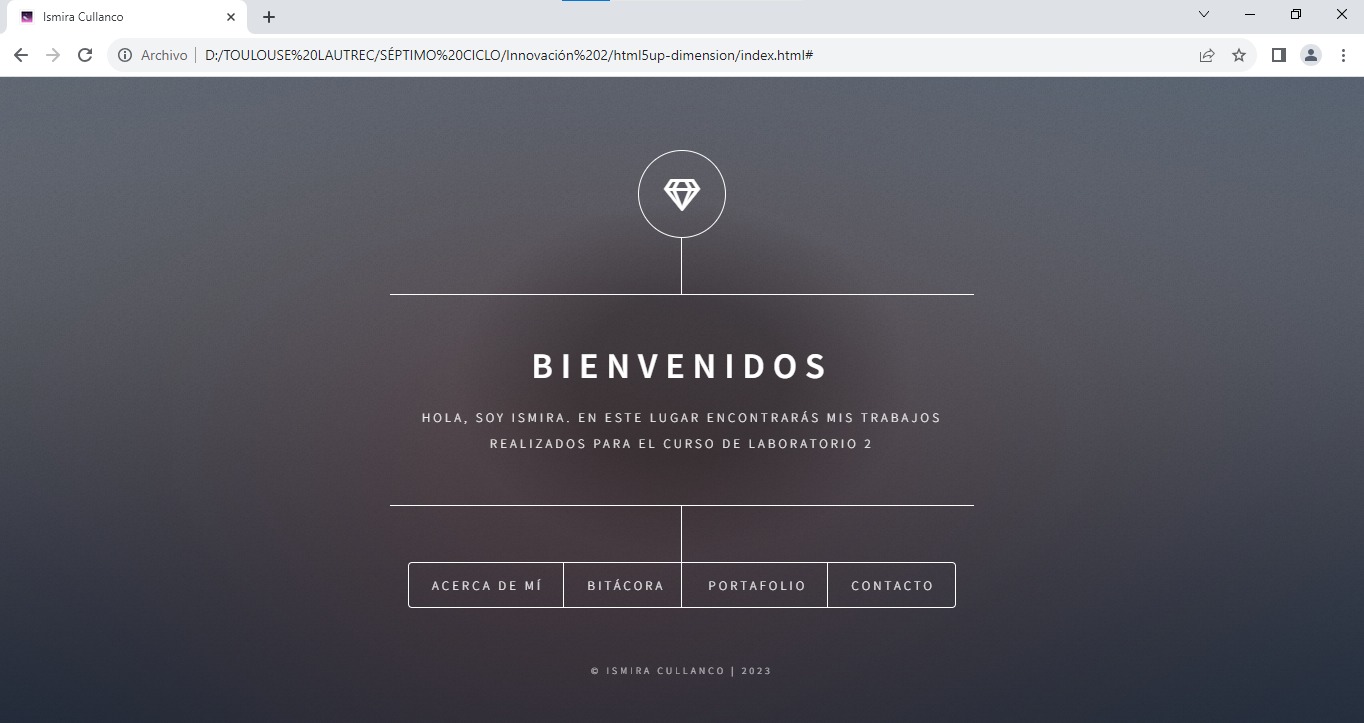 Ismira Cullanco
Archivo | D:/TOULOUSE%20LAUTREC/SÉPTIMO%20CICLO/Innovación%202/html5up-dimension/index.html#
BIENVENIDOS
HOLA, SOY ISMIRA. EN ESTE LUGAR ENCONTRARÁS MIS TRABAJOS
REALIZADOS PARA EL CURSO DE LABORATORIO 2
ACERCA DE MÍ BITÁCORA PORTAFOLIO CONTACTO
© ISMIRA CULLANCO | 2023